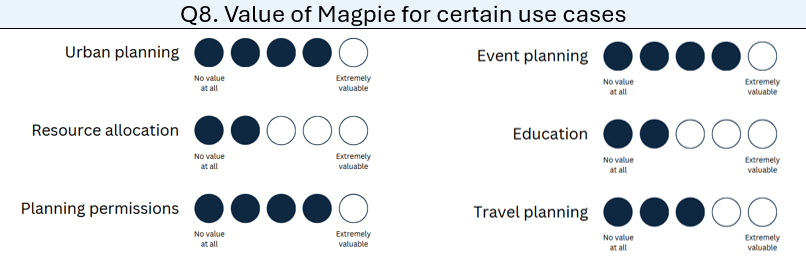 Q8. Value of Magpie for certain use cases
Urban planning
No value
at all
Extremely
valuable
Event planning
No value
at all
Extremely
valuable
Resource allocation
No value
at all
Extremely
valuable
Education
No value
at all
Extremely
valuable
Planning permissions
No value
at all
Extremely
valuable
Travel planning
No value
at all
Extremely
valuable